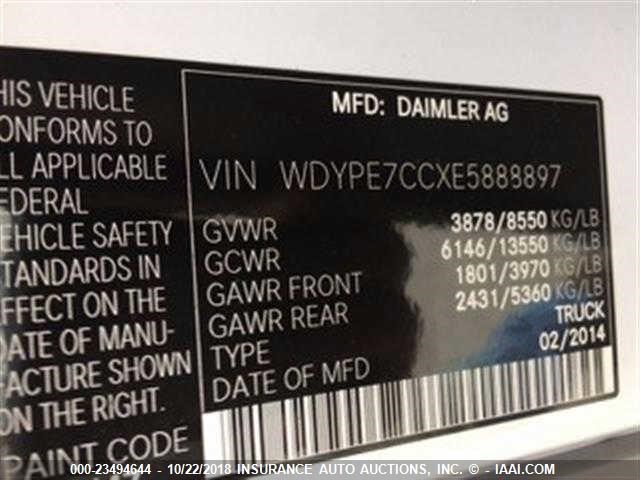 HIS VEHICLE
ONFORMS TO
LL APPLICABLE
EDERAL
EHICLE SAFETY
TANDARDS IN
FFECT ON THE
DATE OF MANU-
ACTURE SHOWN
ON THE RIGHT.
PAINT CODE
MFD: DAIMLER AG
VIN WDYPE7CCXE5888897
GVWR 3878/8550 KG/LB
GCWR 6146/13550 KG/LB
GAWR FRONT 1801/3970 KG/LB
GAWR REAR 2431/5360 KG/LB
TYPE TRUCK
DATE OF MFD 02/2014
000-23494644 - 10/22/2018 INSURANCE AUTO AUCTIONS, INC. - IAAI.COM